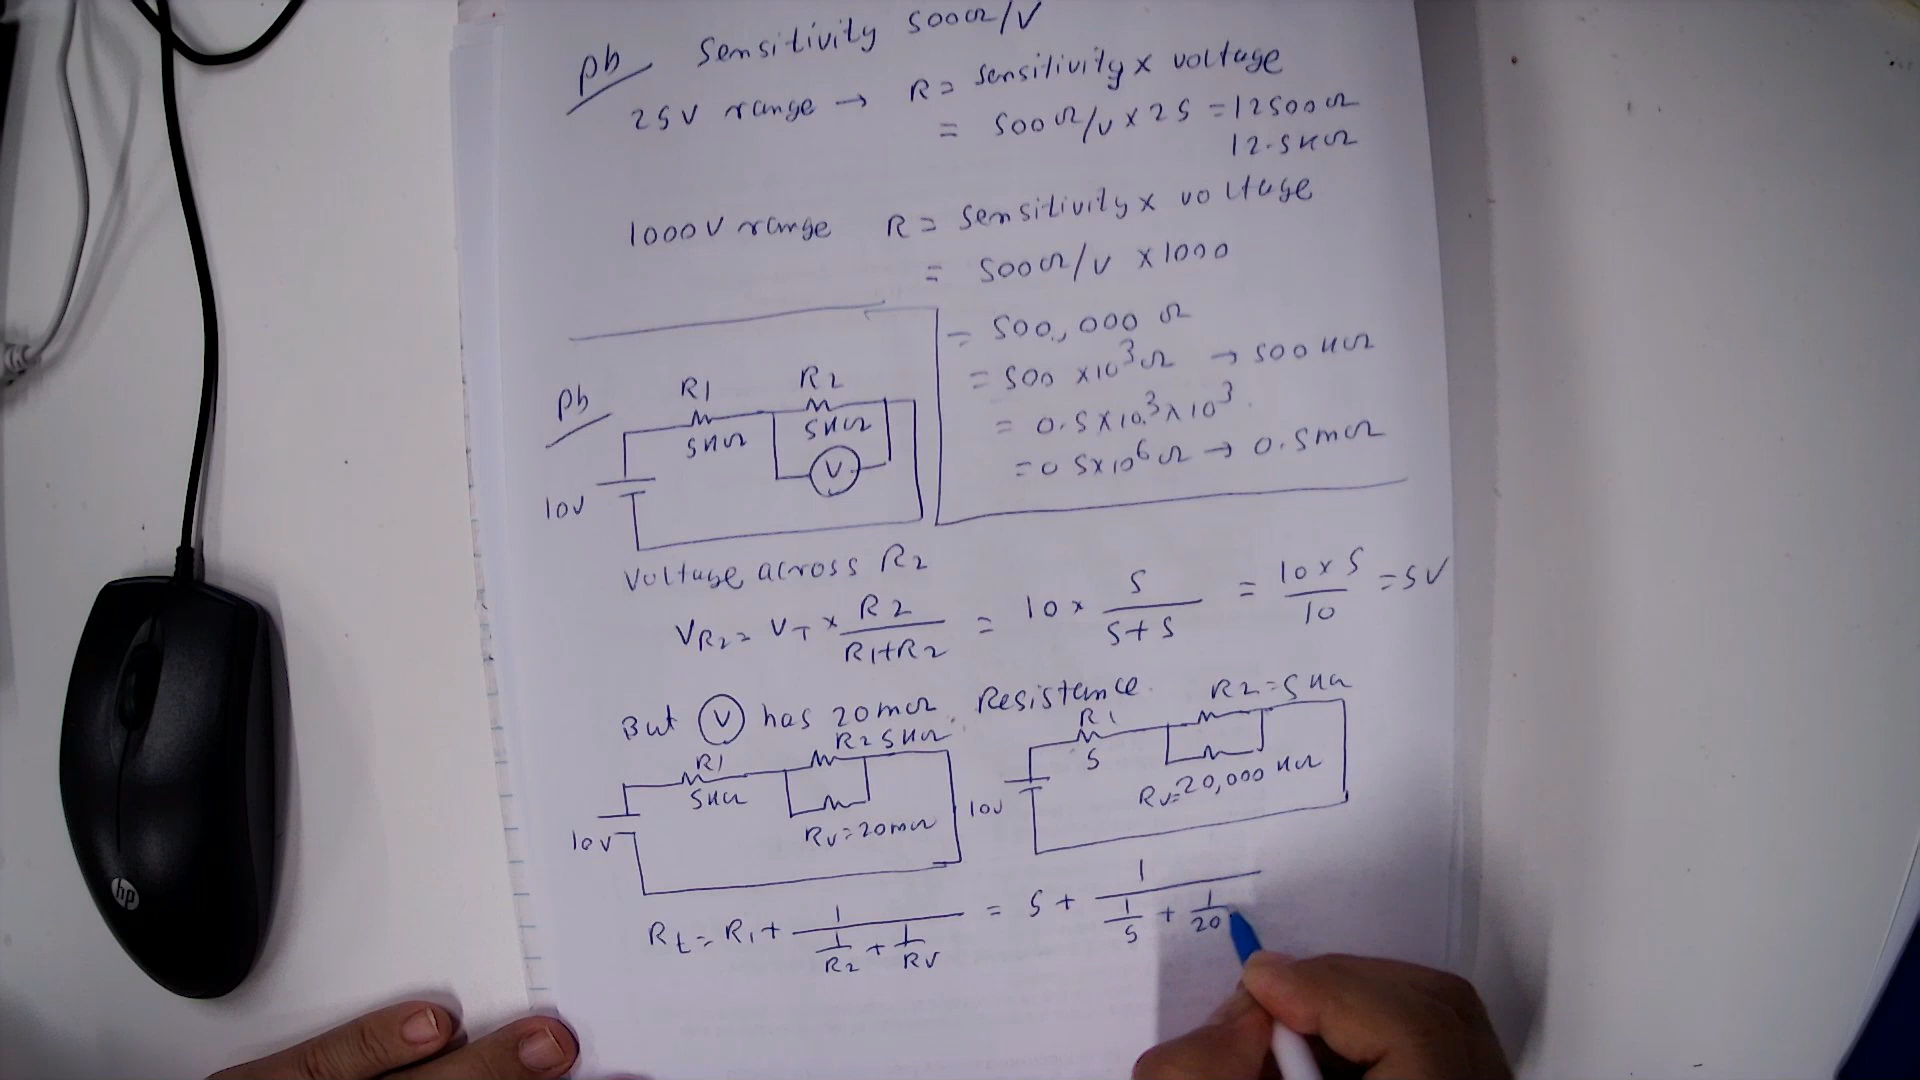 Pb Sensitivity 500Ω/V
25V range → R = sensitivity x voltage
= 500Ω/V x 25 = 12500Ω
12.5KΩ
1000V range R = Sensitivity x voltage
= 500Ω/V x 1000
= 500,000 Ω
= 500 x10³Ω → 500KΩ
= 0.5x10³x10³
= 0.5x10⁶Ω → 0.5mΩ
Pb
R1 R2
5KΩ 5KΩ
V
10V
Voltage across R2
VR2 = VT x R2/(R1+R2) = 10 x 5/(5+5) = 10x5/10 = 5V
But V has 20mΩ Resistance.
R1 R2 5KΩ
5KΩ
Rv=20mΩ
10V
R1 R2=5KΩ
5
Rv=20,000KΩ
10V
Rt = R1 + 1/(1/R2 + 1/RV) = 5 + 1/(1/5 + 1/20
hp